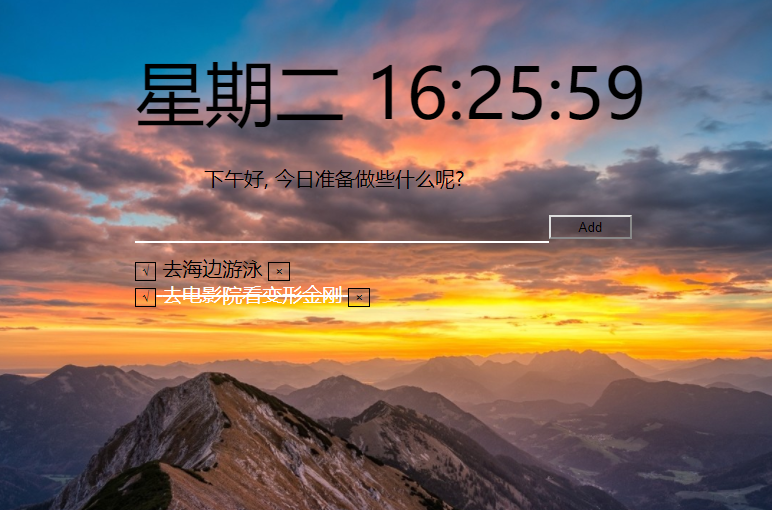 星期二 16:25:59
下午好, 今日准备做些什么呢?
Add
√ 去海边游泳 ×
√ 去电影院看变形金刚 ×